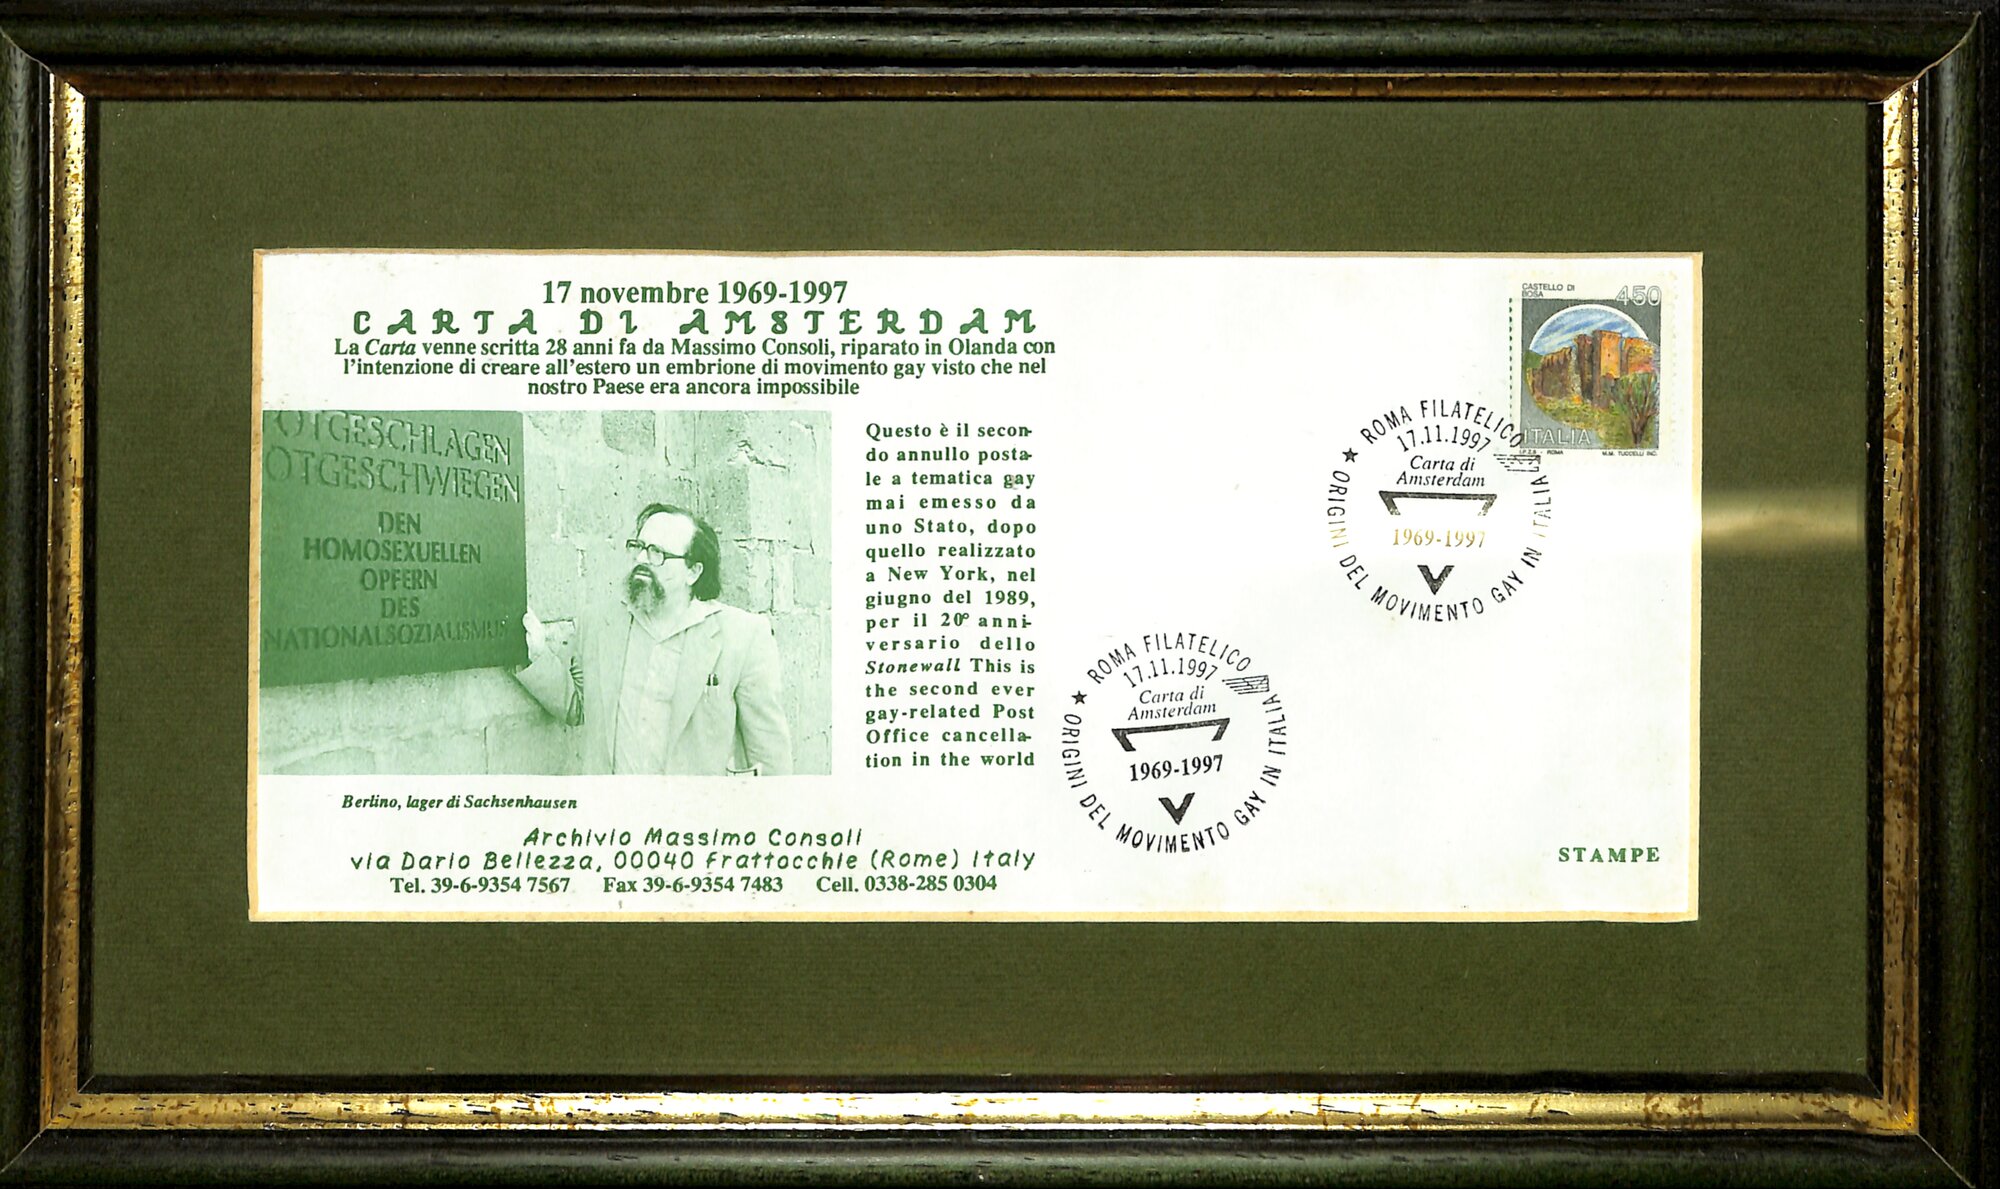 17 novembre 1969-1997
CARTA DI AMSTERDAM
La Carta venne scritta 28 anni fa da Massimo Consoli, riparato in Olanda con
l'intenzione di creare all'estero un embrione di movimento gay visto che nel
nostro Paese era ancora impossibile
OTGESCHLAGEN
OTGESCHWIEGEN
DEN
HOMOSEXUELLEN
OPFERN
DES
NATIONALSOZIALISMUS
Questo è il secon-
do annullo posta-
le a tematica gay
mai emesso da
uno Stato, dopo
quello realizzato
a New York, nel
giugno del 1989,
per il 20° anni-
versario dello
Stonewall This is
the second ever
gay-related Post
Office cancella-
tion in the world
Berlino, lager di Sachsenhausen
Archivio Massimo Consoli
via Dario Bellezza, 00040 Frattocchie (Rome) Italy
Tel. 39-6-9354 7567 Fax 39-6-9354 7483 Cell. 0338-285 0304
CASTELLO DI
BOSA
450
ITALIA
I.P.Z.S. - ROMA M.M. TUCCELLI INC.
★ ROMA FILATELICO
17.11.1997
Carta di
Amsterdam
1969-1997
ORIGINI DEL MOVIMENTO GAY IN ITALIA
★ ROMA FILATELICO
17.11.1997
Carta di
Amsterdam
1969-1997
ORIGINI DEL MOVIMENTO GAY IN ITALIA
STAMPE